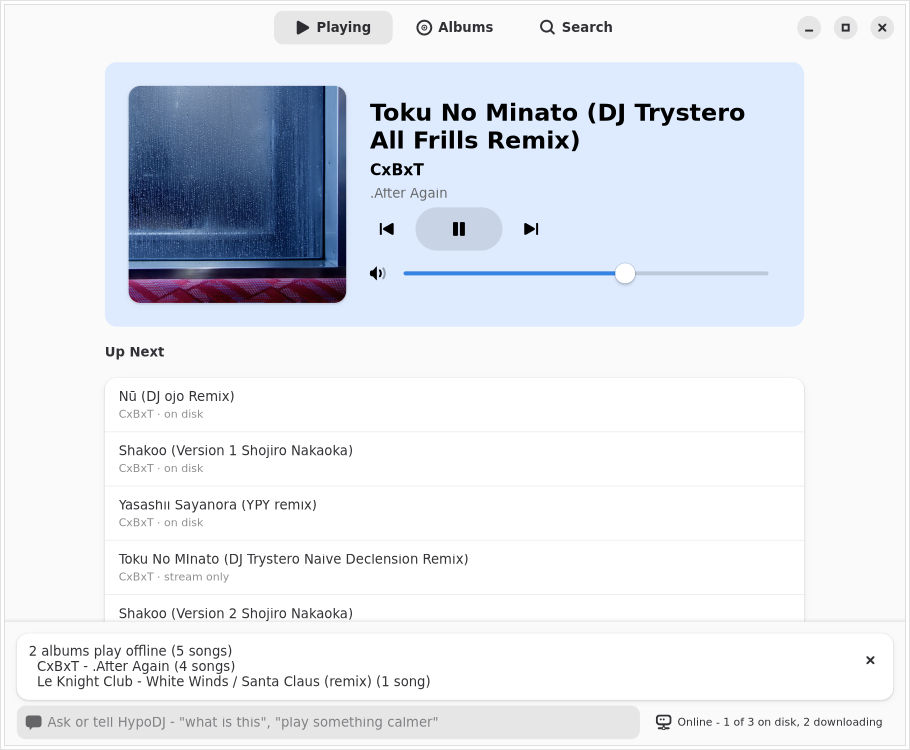 Playing
Albums
Search
Toku No Minato (DJ Trystero
All Frills Remix)
CxBxT
.After Again
Up Next
Nū (DJ ojo Remix)
CxBxT · on disk
Shakoo (Version 1 Shojiro Nakaoka)
CxBxT · on disk
Yasashii Sayanora (YPY remix)
CxBxT · on disk
Toku No MInato (DJ Trystero Naive Declension Remix)
CxBxT · stream only
Shakoo (Version 2 Shojiro Nakaoka)
2 albums play offline (5 songs)
CxBxT - .After Again (4 songs)
Le Knight Club - White Winds / Santa Claus (remix) (1 song)
Ask or tell HypoDJ - "what is this", "play something calmer"
Online - 1 of 3 on disk, 2 downloading